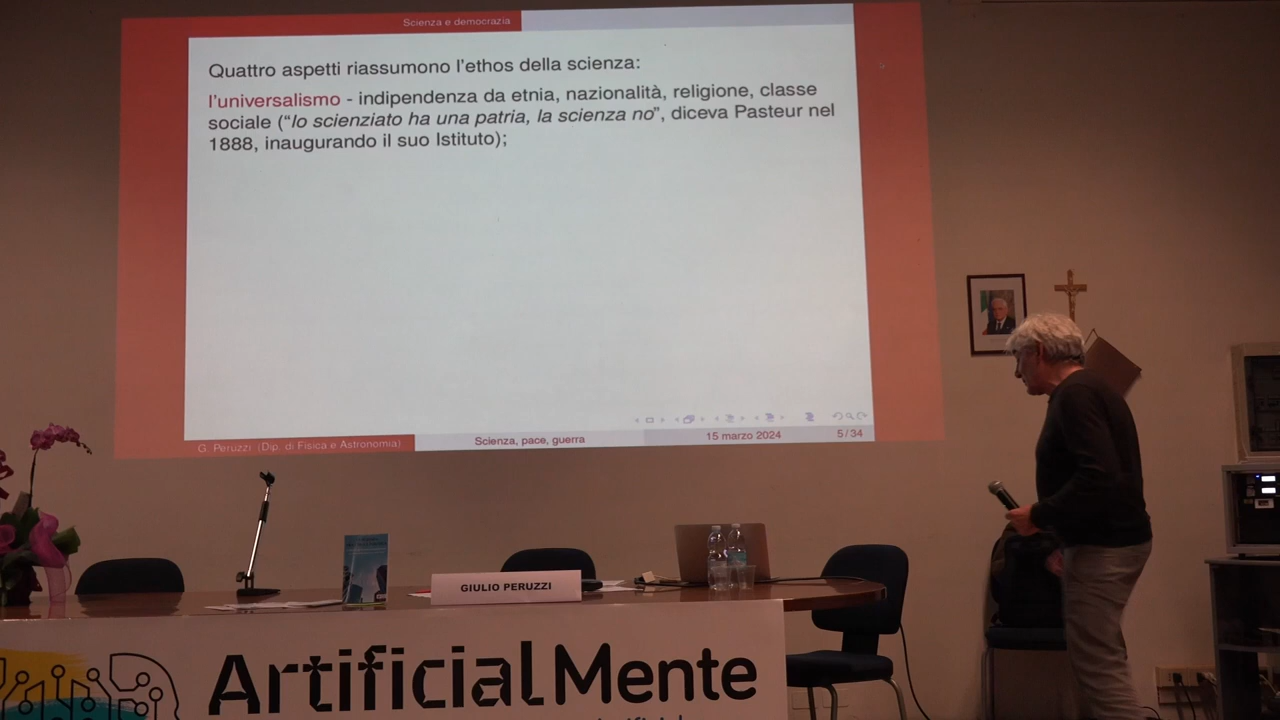 Scienza e democrazia
Quattro aspetti riassumono l'ethos della scienza:
l'universalismo - indipendenza da etnia, nazionalità, religione, classe
sociale (“lo scienziato ha una patria, la scienza no”, diceva Pasteur nel
1888, inaugurando il suo Istituto);
G. Peruzzi (Dip. di Fisica e Astronomia)
Scienza, pace, guerra
15 marzo 2024
5 / 34
GIULIO PERUZZI
ArtificialMente